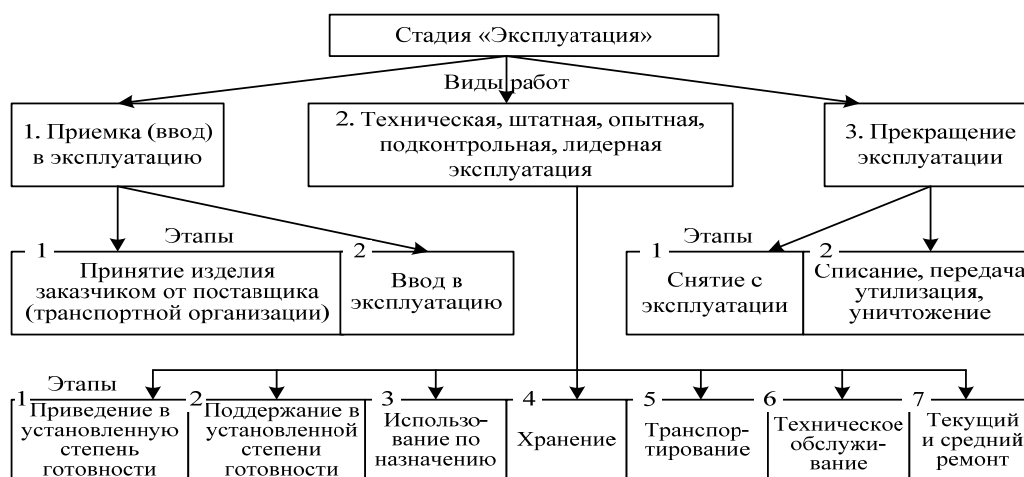 Стадия «Эксплуатация»
Виды работ
1. Приемка (ввод)
в эксплуатацию
2. Техническая, штатная, опытная,
подконтрольная, лидерная
эксплуатация
3. Прекращение
эксплуатации
Этапы
1
Принятие изделия
заказчиком от поставщика
(транспортной организации)
2
Ввод в
эксплуатацию
Этапы
1
Снятие с
эксплуатации
2
Списание, передача
утилизация,
уничтожение
Этапы
1
Приведение в
установленную
степень
готовности
2
Поддержание в
установленной
степени
готовности
3
Использо-
вание по
назначению
4
Хранение
5
Транспор-
тирование
6
Техническое
обслужи-
вание
7
Текущий
и средний
ремонт